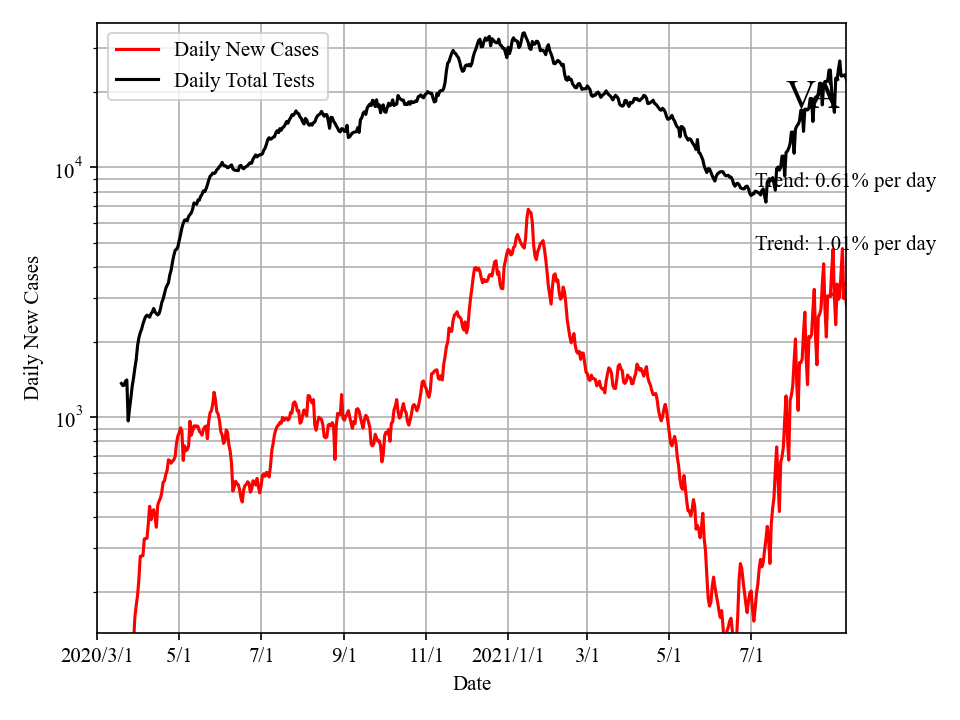 Daily New Cases
Daily Total Tests
VA
10^4
Trend: 0.61% per day
Trend: 1.01% per day
Daily New Cases
10^3
2020/3/1 5/1 7/1 9/1 11/1 2021/1/1 3/1 5/1 7/1
Date